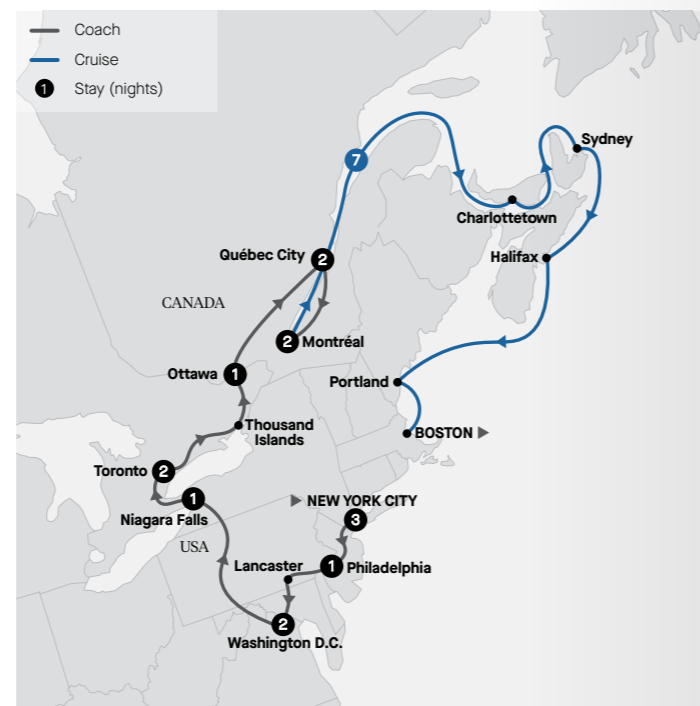 Coach
Cruise
1 Stay (nights)
Sydney
7
Charlottetown
Québec City
2
Halifax
CANADA
2 Montréal
Ottawa 1
Portland
Thousand
Islands
BOSTON
Toronto 2
1
Niagara Falls
NEW YORK CITY
3
USA
Lancaster
1 Philadelphia
2
Washington D.C.